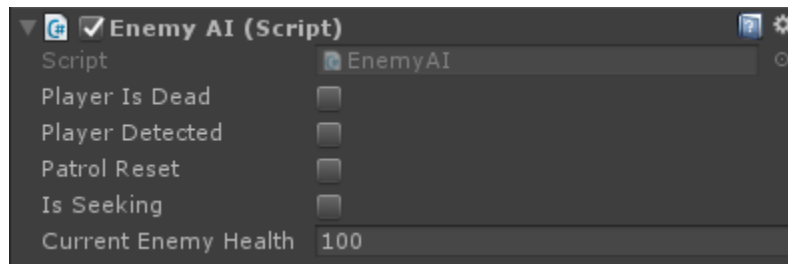 Enemy AI (Script)
Script EnemyAI
Player Is Dead
Player Detected
Patrol Reset
Is Seeking
Current Enemy Health 100